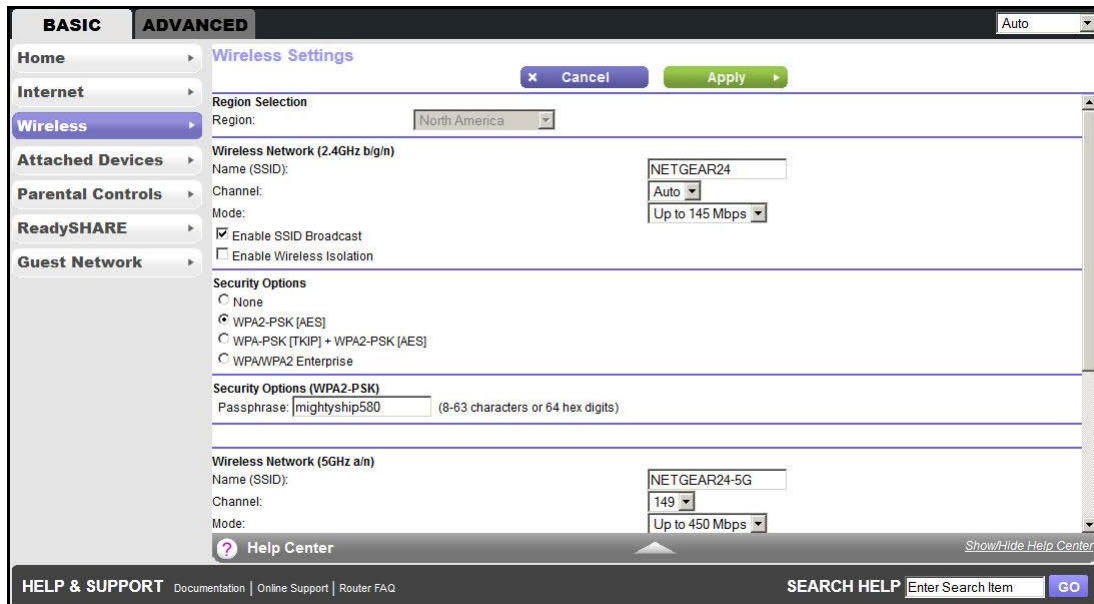 BASIC ADVANCED Auto
Home
Internet
Wireless
Attached Devices
Parental Controls
ReadySHARE
Guest Network
Wireless Settings
Cancel Apply
Region Selection
Region: North America
Wireless Network (2.4GHz b/g/n)
Name (SSID): NETGEAR24
Channel: Auto
Mode: Up to 145 Mbps
Enable SSID Broadcast
Enable Wireless Isolation
Security Options
None
WPA2-PSK [AES]
WPA-PSK [TKIP] + WPA2-PSK [AES]
WPA/WPA2 Enterprise
Security Options (WPA2-PSK)
Passphrase: mightyship580 (8-63 characters or 64 hex digits)
Wireless Network (5GHz a/n)
Name (SSID): NETGEAR24-5G
Channel: 149
Mode: Up to 450 Mbps
? Help Center Show/Hide Help Center
HELP & SUPPORT Documentation | Online Support | Router FAQ SEARCH HELP Enter Search Item GO